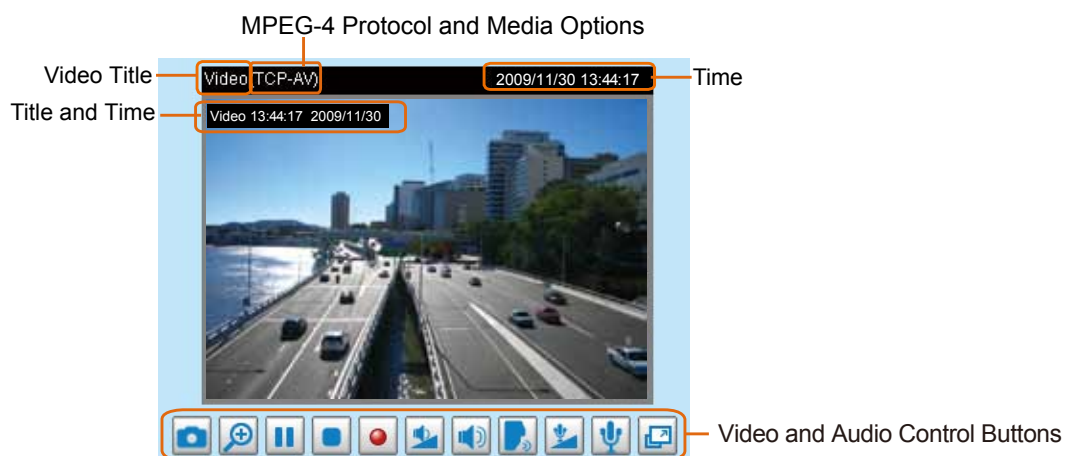 MPEG-4 Protocol and Media Options
Video Title
Video(TCP-AV)
2009/11/30 13:44:17
Time
Title and Time
Video 13:44:17 2009/11/30
Video and Audio Control Buttons